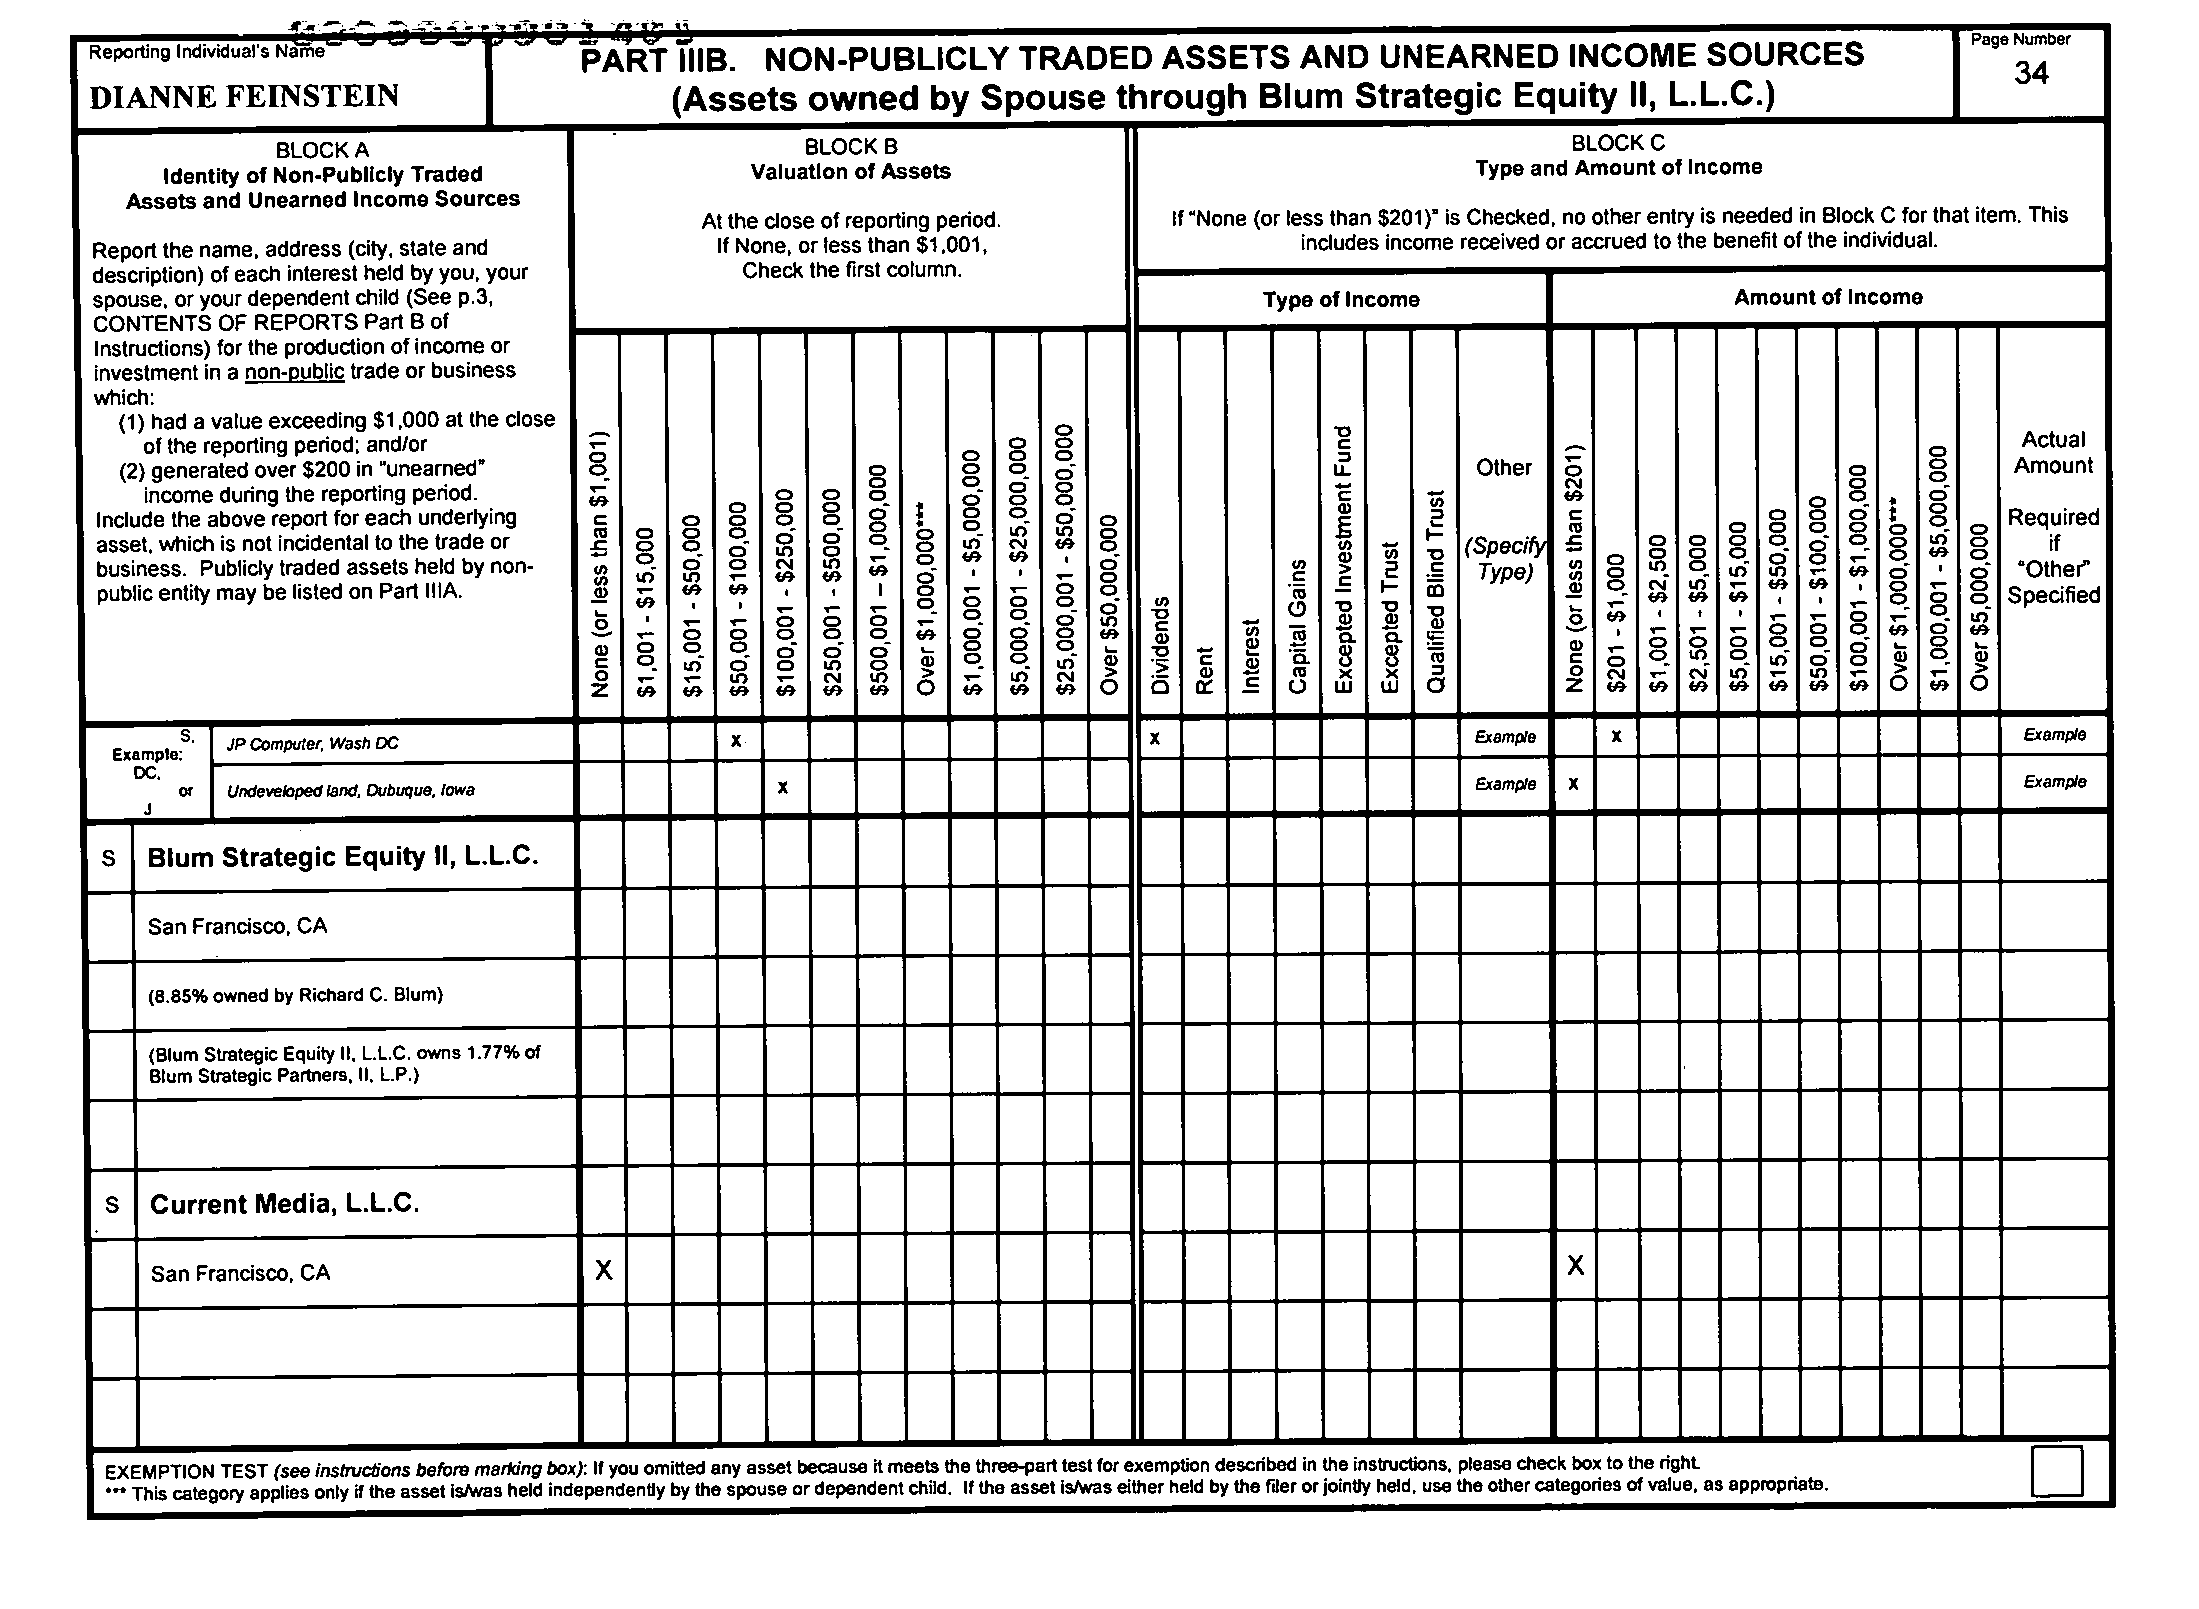 Reporting Individual's Name
DIANNE FEINSTEIN
PART IIIB. NON-PUBLICLY TRADED ASSETS AND UNEARNED INCOME SOURCES
(Assets owned by Spouse through Blum Strategic Equity II, L.L.C.)
Page Number
34
BLOCK A
Identity of Non-Publicly Traded
Assets and Unearned Income Sources
Report the name, address (city, state and
description) of each interest held by you, your
spouse, or your dependent child (See p.3,
CONTENTS OF REPORTS Part B of
Instructions) for the production of income or
investment in a non-public trade or business
which:
(1) had a value exceeding $1,000 at the close
of the reporting period; and/or
(2) generated over $200 in "unearned"
income during the reporting period.
Include the above report for each underlying
asset, which is not incidental to the trade or
business. Publicly traded assets held by non-
public entity may be listed on Part IIIA.
BLOCK B
Valuation of Assets
At the close of reporting period.
If None, or less than $1,001,
Check the first column.
None (or less than $1,001)
$1,001 - $15,000
$15,001 - $50,000
$50,001 - $100,000
$100,001 - $250,000
$250,001 - $500,000
$500,001 – $1,000,000
Over $1,000,000***
$1,000,001 - $5,000,000
$5,000,001 - $25,000,000
$25,000,001 - $50,000,000
Over $50,000,000
BLOCK C
Type and Amount of Income
If "None (or less than $201)" is Checked, no other entry is needed in Block C for that item. This
includes income received or accrued to the benefit of the individual.
Type of Income
Dividends
Rent
Interest
Capital Gains
Excepted Investment Fund
Excepted Trust
Qualified Blind Trust
Other
(Specify
Type)
Amount of Income
None (or less than $201)
$201 - $1,000
$1,001 - $2,500
$2,501 - $5,000
$5,001 - $15,000
$15,001 - $50,000
$50,001 - $100,000
$100,001 - $1,000,000
Over $1,000,000***
$1,000,001 - $5,000,000
Over $5,000,000
Actual
Amount
Required
if
"Other"
Specified
S,
Example:
DC,
or
J
JP Computer, Wash DC X X Example X Example
Undeveloped land, Dubuque, Iowa X Example X Example
S Blum Strategic Equity II, L.L.C.
San Francisco, CA
(8.85% owned by Richard C. Blum)
(Blum Strategic Equity II, L.L.C. owns 1.77% of
Blum Strategic Partners, II, L.P.)
S Current Media, L.L.C.
San Francisco, CA X X
EXEMPTION TEST (see instructions before marking box): If you omitted any asset because it meets the three-part test for exemption described in the instructions, please check box to the right.
*** This category applies only if the asset is/was held independently by the spouse or dependent child. If the asset is/was either held by the filer or jointly held, use the other categories of value, as appropriate.